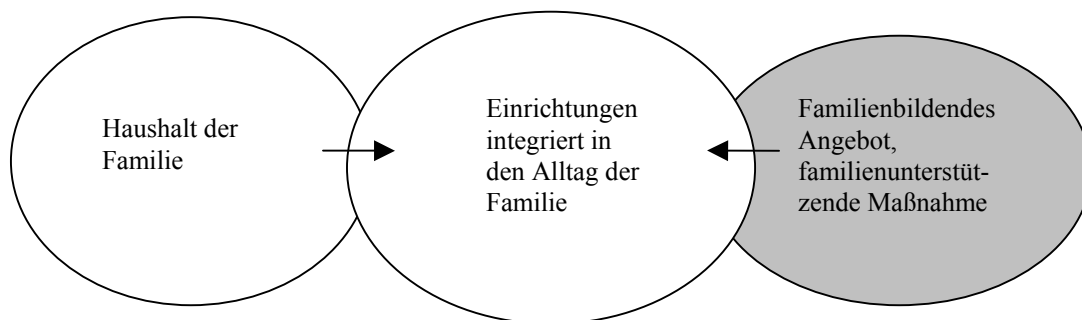 Haushalt der
Familie
Einrichtungen
integriert in
den Alltag der
Familie
Familienbildendes
Angebot,
familienunterstüt-
zende Maßnahme